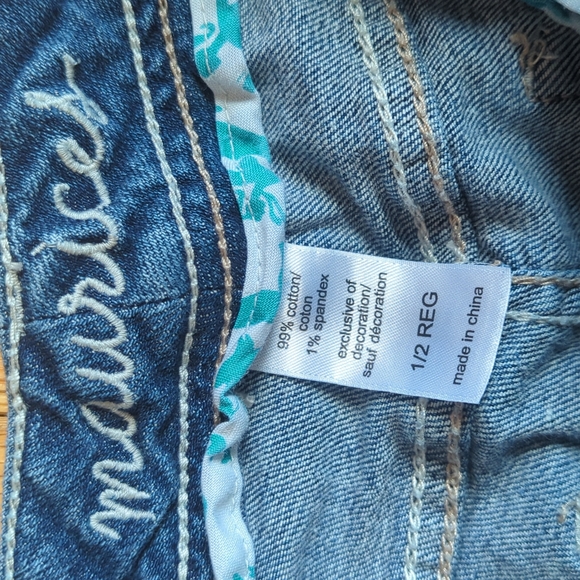 maurices
99% cotton/
coton
1% spandex
exclusive of
decoration/
sauf décoration
1/2 REG
made in china